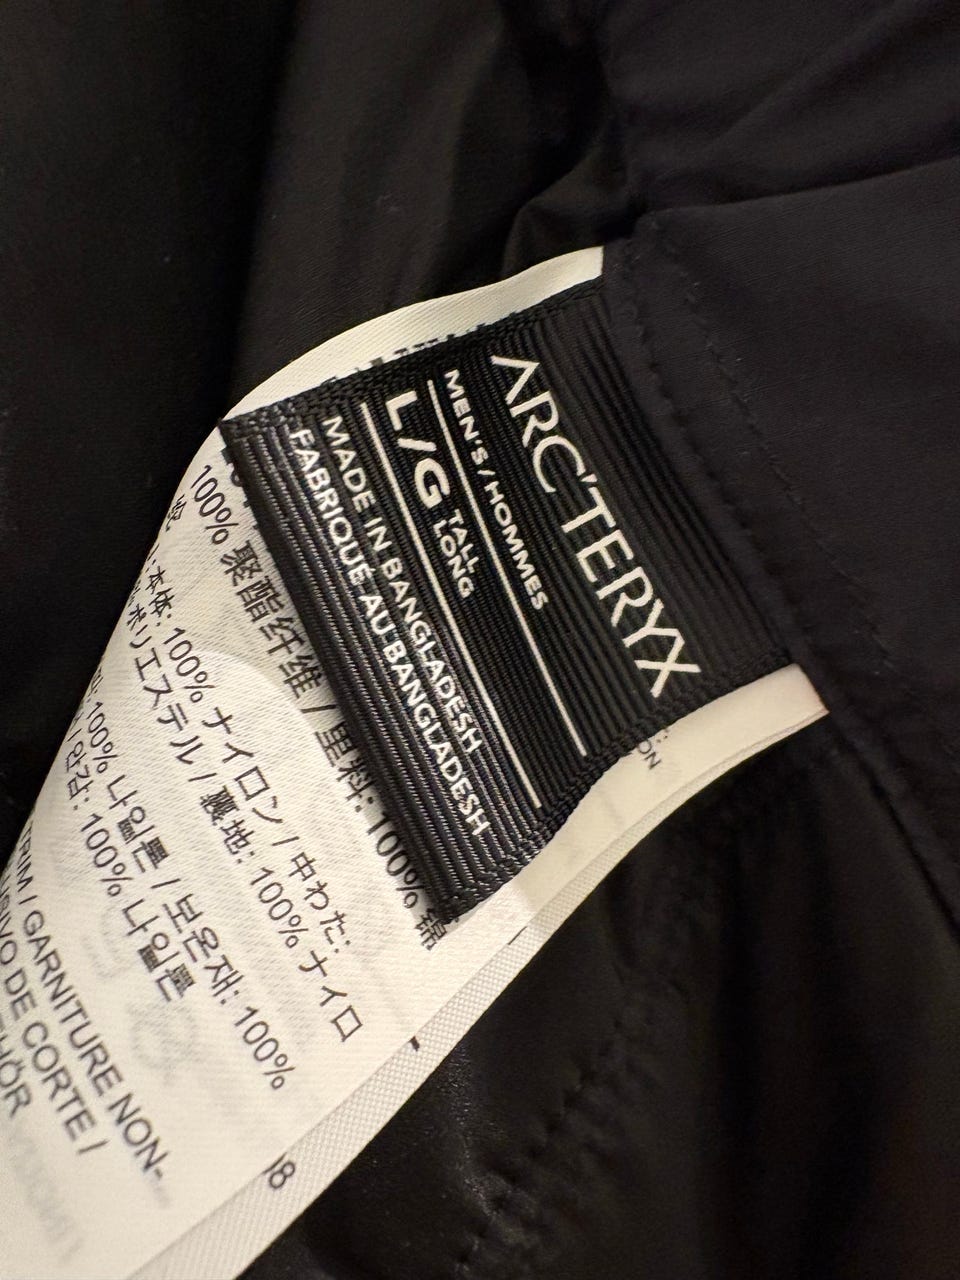 ARC'TERYX
MEN'S / HOMMES
L/G TALL
LONG
MADE IN BANGLADESH
FABRIQUÉ AU BANGLADESH
100% 聚酯纤维 / 里料: 100% 锦
本体: 100% ナイロン / 中わた:
ポリエステル / 裏地: 100% ナイロ
100% 나일론 / 보온재: 100%
안감: 100% 나일론
TRIM / GARNITURE NON-
DE CORTE /
ON